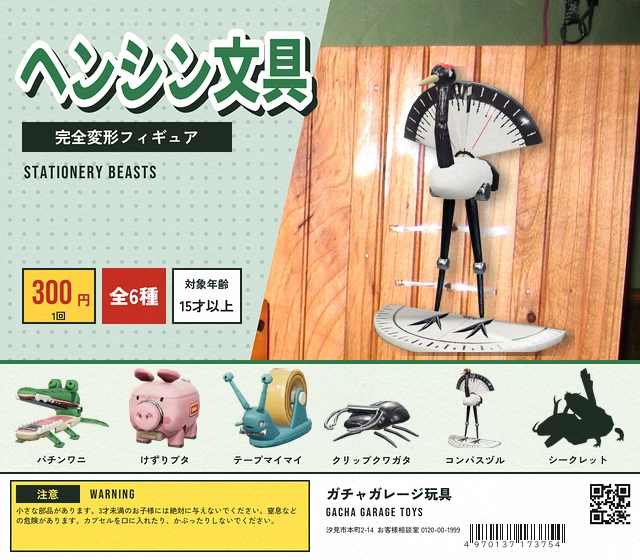 ヘンシン文具
完全変形フィギュア
STATIONERY BEASTS
300円
1回
全6種
対象年齢
15才以上
パチンワニ
けずりブタ
テープマイマイ
クリップクワガタ
コンパスヅル
シークレット
注意 WARNING
小さな部品があります。3才未満のお子様には絶対に与えないでください。窒息など
の危険があります。カプセルを口に入れたり、かぶったりしないでください。
ガチャガレージ玩具
GACHA GARAGE TOYS
汐見市本町2-14 お客様相談室 0120-00-1999
4 970137 173754